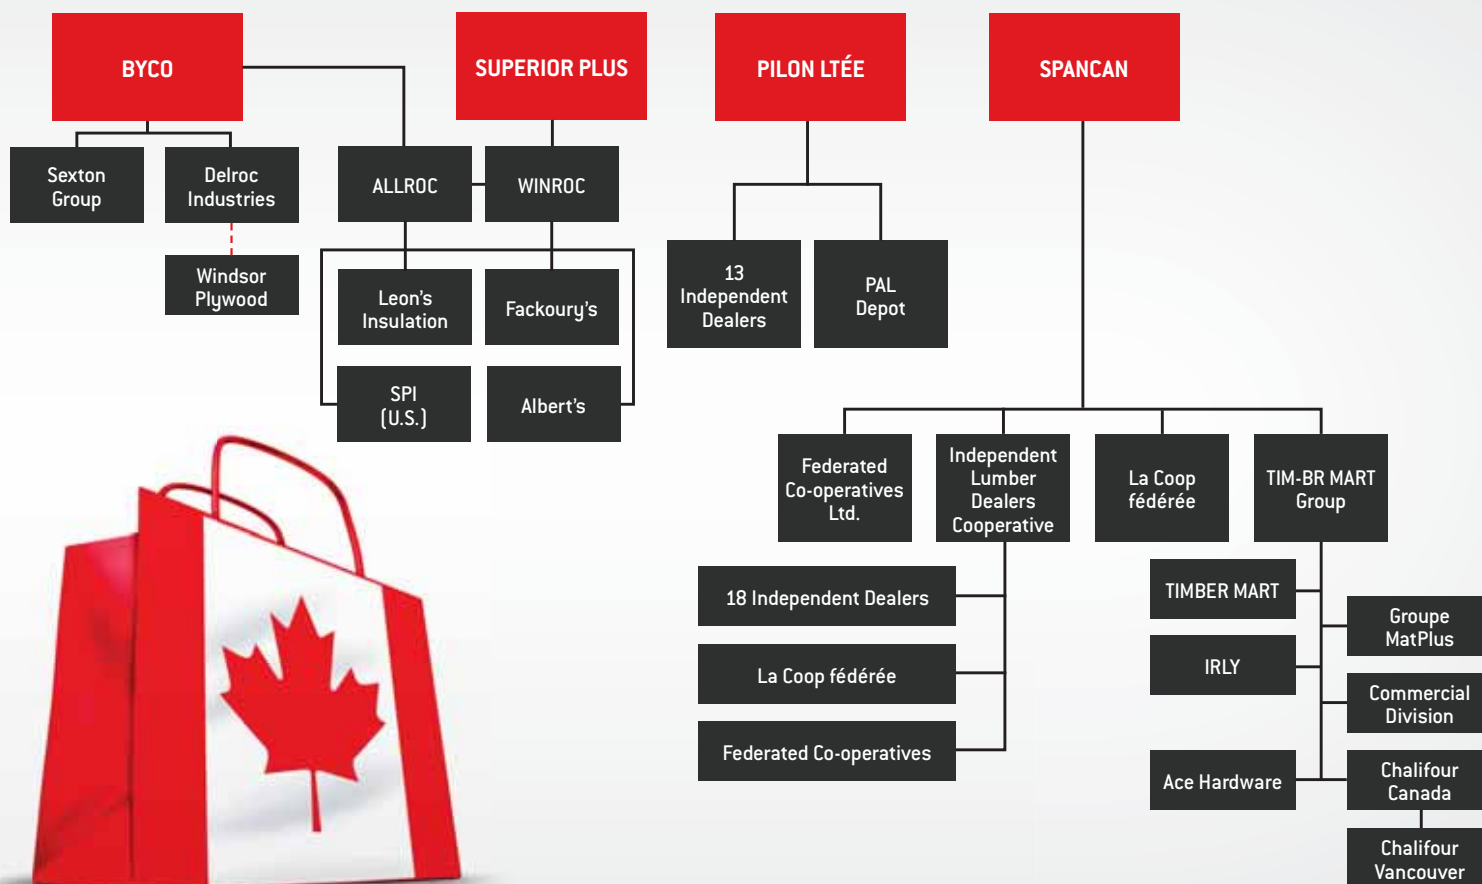 BYCO
SUPERIOR PLUS
PILON LTÉE
SPANCAN
Sexton
Group
Delroc
Industries
ALLROC
WINROC
Windsor
Plywood
Leon's
Insulation
Fackoury's
13
Independent
Dealers
PAL
Depot
SPI
(U.S.)
Albert's
Federated
Co-operatives
Ltd.
Independent
Lumber
Dealers
Cooperative
La Coop
fédérée
TIM-BR MART
Group
18 Independent Dealers
La Coop fédérée
Federated Co-operatives
TIMBER MART
Groupe
MatPlus
IRLY
Commercial
Division
Ace Hardware
Chalifour
Canada
Chalifour
Vancouver